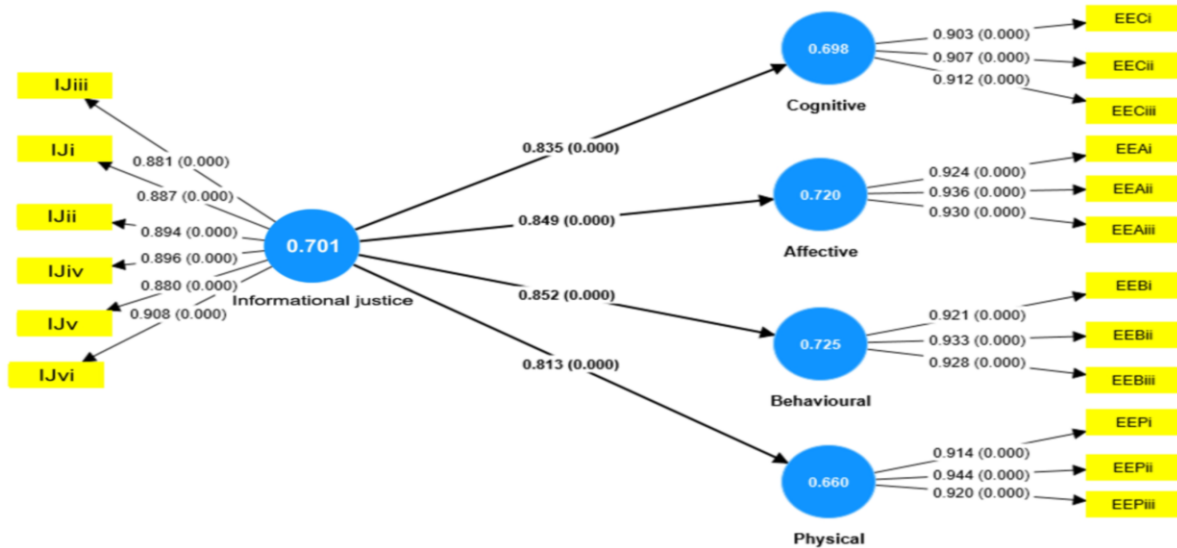 IJiii
IJi
IJii
IJiv
IJv
IJvi
0.881 (0.000)
0.887 (0.000)
0.894 (0.000)
0.896 (0.000)
0.880 (0.000)
0.908 (0.000)
0.701
Informational justice
0.835 (0.000)
0.849 (0.000)
0.852 (0.000)
0.813 (0.000)
0.698
Cognitive
0.903 (0.000)
0.907 (0.000)
0.912 (0.000)
EECi
EECii
EECiii
0.720
Affective
0.924 (0.000)
0.936 (0.000)
0.930 (0.000)
EEAi
EEAii
EEAiii
0.725
Behavioural
0.921 (0.000)
0.933 (0.000)
0.928 (0.000)
EEBi
EEBii
EEBiii
0.660
Physical
0.914 (0.000)
0.944 (0.000)
0.920 (0.000)
EEPi
EEPii
EEPiii